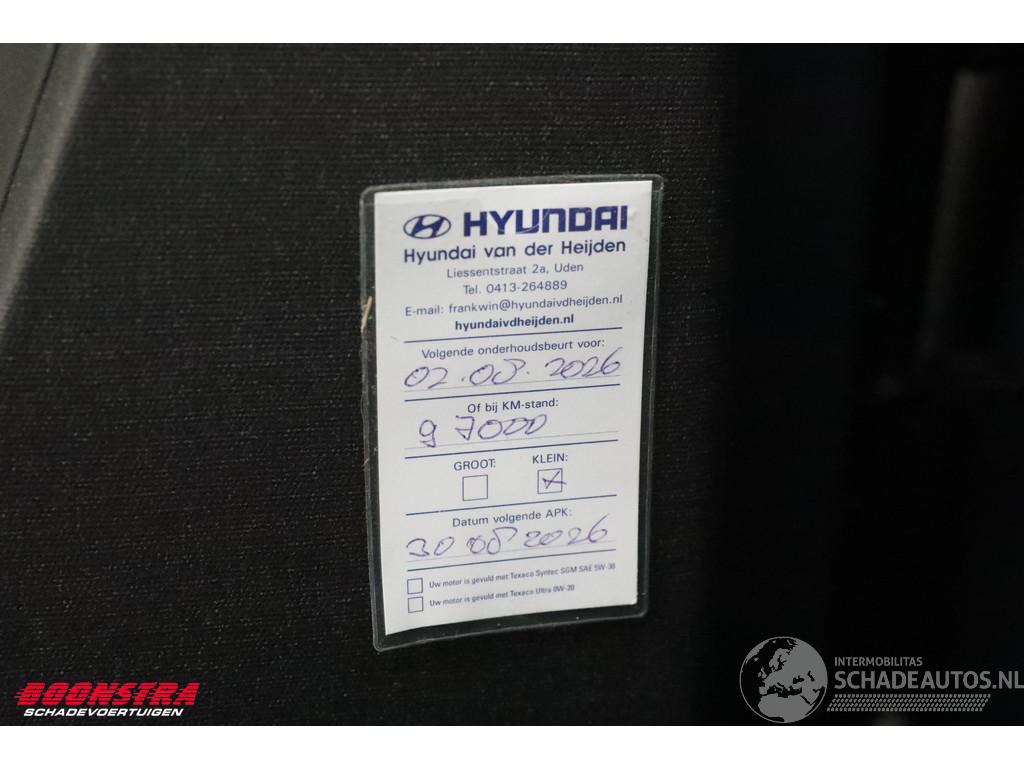 HYUNDAI
Hyundai van der Heijden
Liessentstraat 2a, Uden
Tel. 0413-264889
E-mail: frankwin@hyundaivdheijden.nl
hyundaivdheijden.nl
Volgende onderhoudsbeurt voor:
02.08.2026
Of bij KM-stand:
97000
GROOT: KLEIN:
Datum volgende APK:
30 08 2026
Uw motor is gevuld met Texaco Syntec SGM SAE 5W-30
Uw motor is gevuld met Texaco Ultra 0W-20
BOONSTRA
SCHADEVOERTUIGEN
INTERMOBILITAS
SCHADEAUTOS.NL